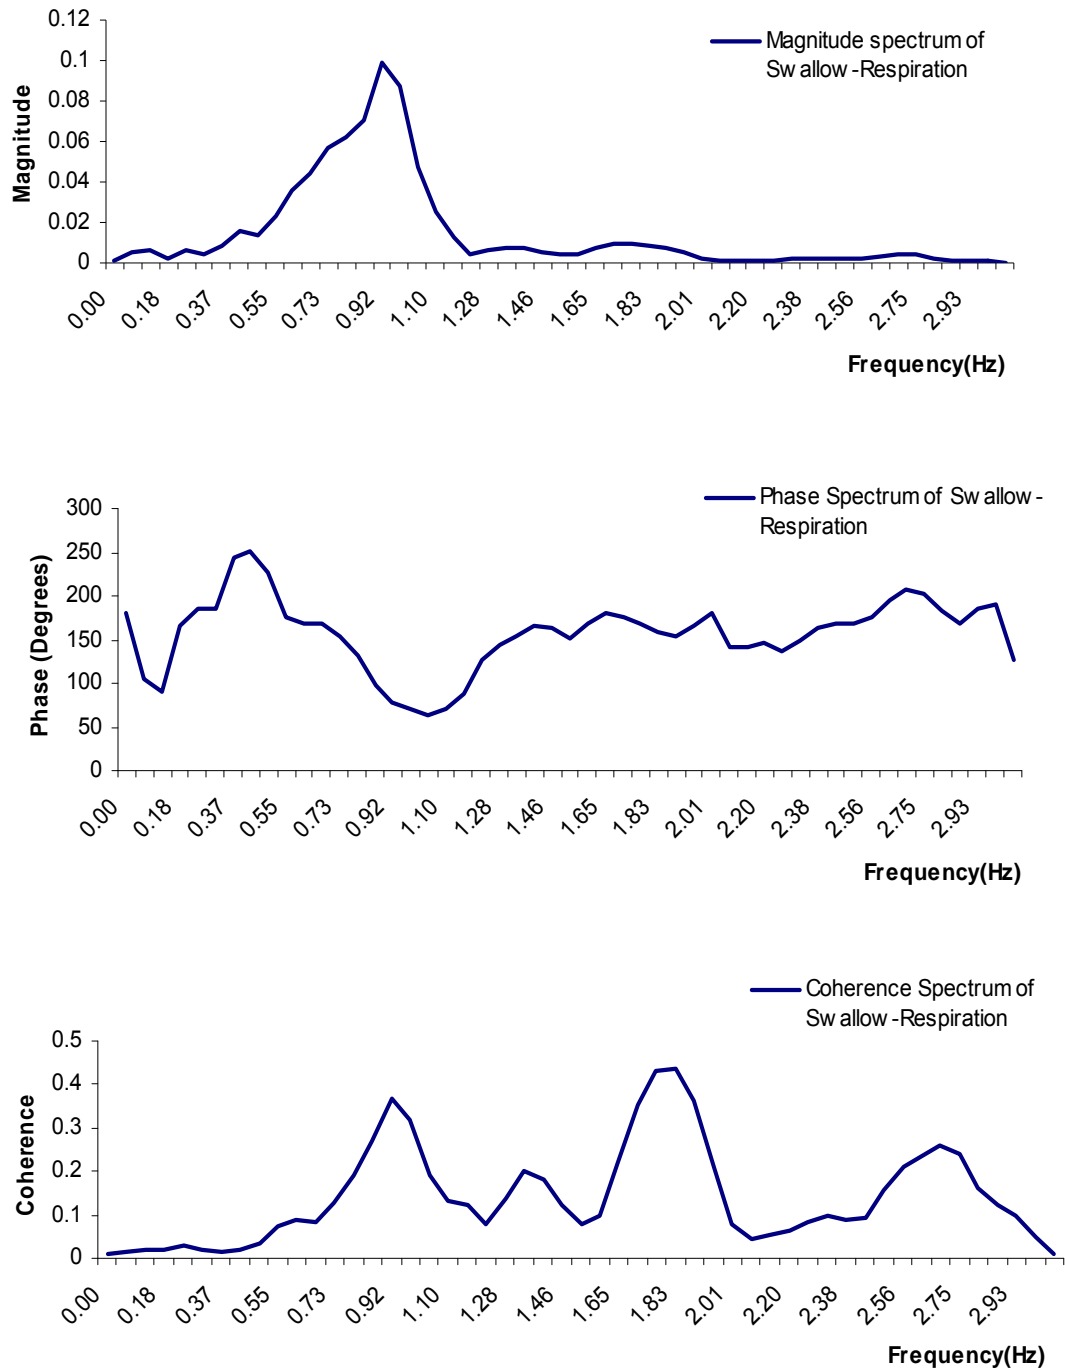 0.12
0.1
0.08
0.06
0.04
0.02
0
Magnitude
Magnitude spectrum of
Swallow-Respiration
0.00 0.18 0.37 0.55 0.73 0.92 1.10 1.28 1.46 1.65 1.83 2.01 2.20 2.38 2.56 2.75 2.93
Frequency(Hz)
300
250
200
150
100
50
0
Phase (Degrees)
Phase Spectrum of Swallow-
Respiration
0.00 0.18 0.37 0.55 0.73 0.92 1.10 1.28 1.46 1.65 1.83 2.01 2.20 2.38 2.56 2.75 2.93
Frequency(Hz)
0.5
0.4
0.3
0.2
0.1
0
Coherence
Coherence Spectrum of
Swallow-Respiration
0.00 0.18 0.37 0.55 0.73 0.92 1.10 1.28 1.46 1.65 1.83 2.01 2.20 2.38 2.56 2.75 2.93
Frequency(Hz)